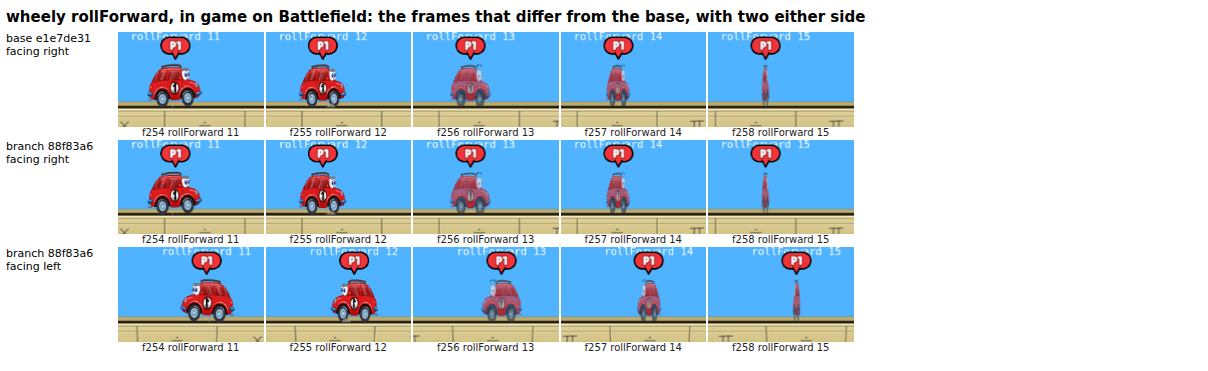 wheely rollForward, in game on Battlefield: the frames that differ from the base, with two either side
base e1e7de31
facing right
rollForward 11 rollForward 12 rollForward 13 rollForward 14 rollForward 15
P1 P1 P1 P1 P1
f254 rollForward 11 f255 rollForward 12 f256 rollForward 13 f257 rollForward 14 f258 rollForward 15
branch 88f83a6
facing right
rollForward 11 rollForward 12 rollForward 13 rollForward 14 rollForward 15
P1 P1 P1 P1 P1
f254 rollForward 11 f255 rollForward 12 f256 rollForward 13 f257 rollForward 14 f258 rollForward 15
branch 88f83a6
facing left
rollForward 11 rollForward 12 rollForward 13 rollForward 14 rollForward 15
P1 P1 P1 P1 P1
f254 rollForward 11 f255 rollForward 12 f256 rollForward 13 f257 rollForward 14 f258 rollForward 15